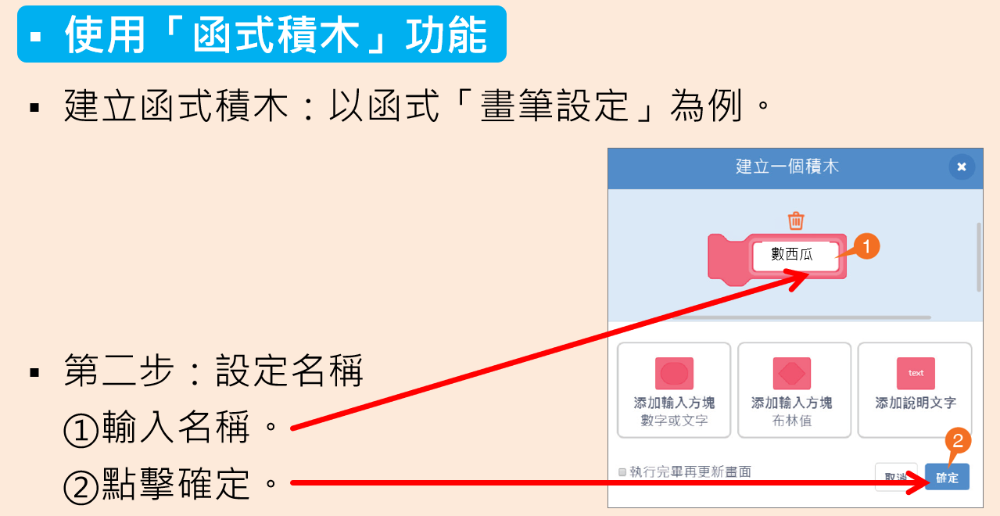 ▪ 使用「函式積木」功能
▪ 建立函式積木：以函式「畫筆設定」為例。
建立一個積木
數西瓜
1
▪ 第二步：設定名稱
①輸入名稱。
②點擊確定。
text
添加輸入方塊
數字或文字
添加輸入方塊
布林值
添加說明文字
2
執行完畢再更新畫面
取消
確定